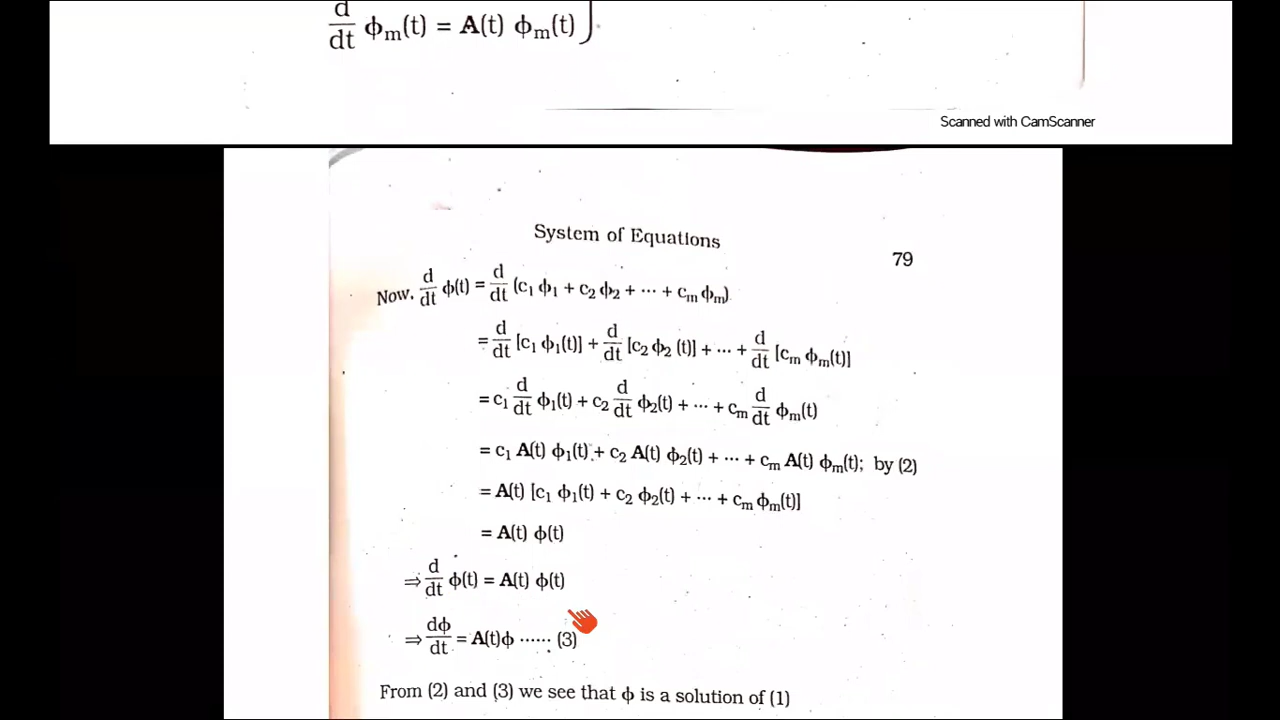 d/dt ϕₘ(t) = A(t) ϕₘ(t) }
Scanned with CamScanner
System of Equations
79
Now, d/dt ϕ(t) = d/dt (c₁ ϕ₁ + c₂ ϕ₂ + ··· + cₘ ϕₘ)
= d/dt [c₁ ϕ₁(t)] + d/dt [c₂ ϕ₂ (t)] + ··· + d/dt [cₘ ϕₘ(t)]
= c₁ d/dt ϕ₁(t) + c₂ d/dt ϕ₂(t) + ··· + cₘ d/dt ϕₘ(t)
= c₁ A(t) ϕ₁(t) + c₂ A(t) ϕ₂(t) + ··· + cₘ A(t) ϕₘ(t); by (2)
= A(t) [c₁ ϕ₁(t) + c₂ ϕ₂(t) + ··· + cₘ ϕₘ(t)]
= A(t) ϕ(t)
⇒ d/dt ϕ(t) = A(t) ϕ(t)
⇒ dϕ/dt = A(t)ϕ ······ (3)
From (2) and (3) we see that ϕ is a solution of (1)